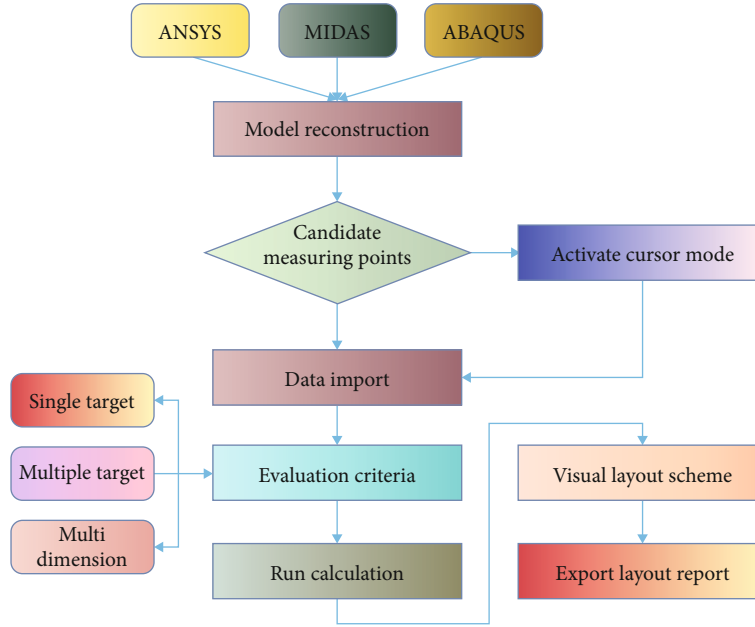 ANSYS
MIDAS
ABAQUS
Model reconstruction
Candidate
measuring points
Activate cursor mode
Data import
Single target
Multiple target
Multi
dimension
Evaluation criteria
Run calculation
Visual layout scheme
Export layout report